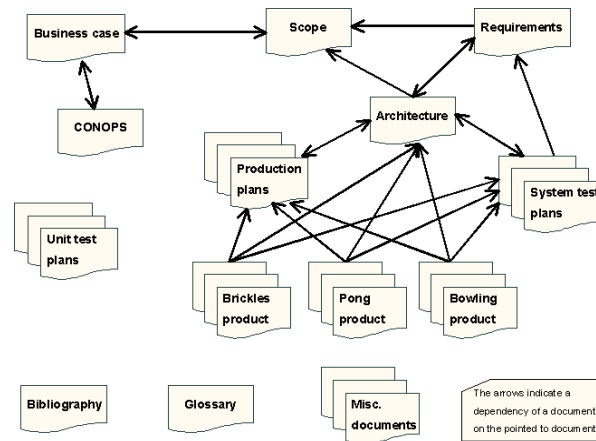 Business case
Scope
Requirements
CONOPS
Architecture
Production
plans
System test
plans
Unit test
plans
Brickles
product
Pong
product
Bowling
product
Bibliography
Glossary
Misc.
documents
The arrows indicate a
dependency of a document
on the pointed to document